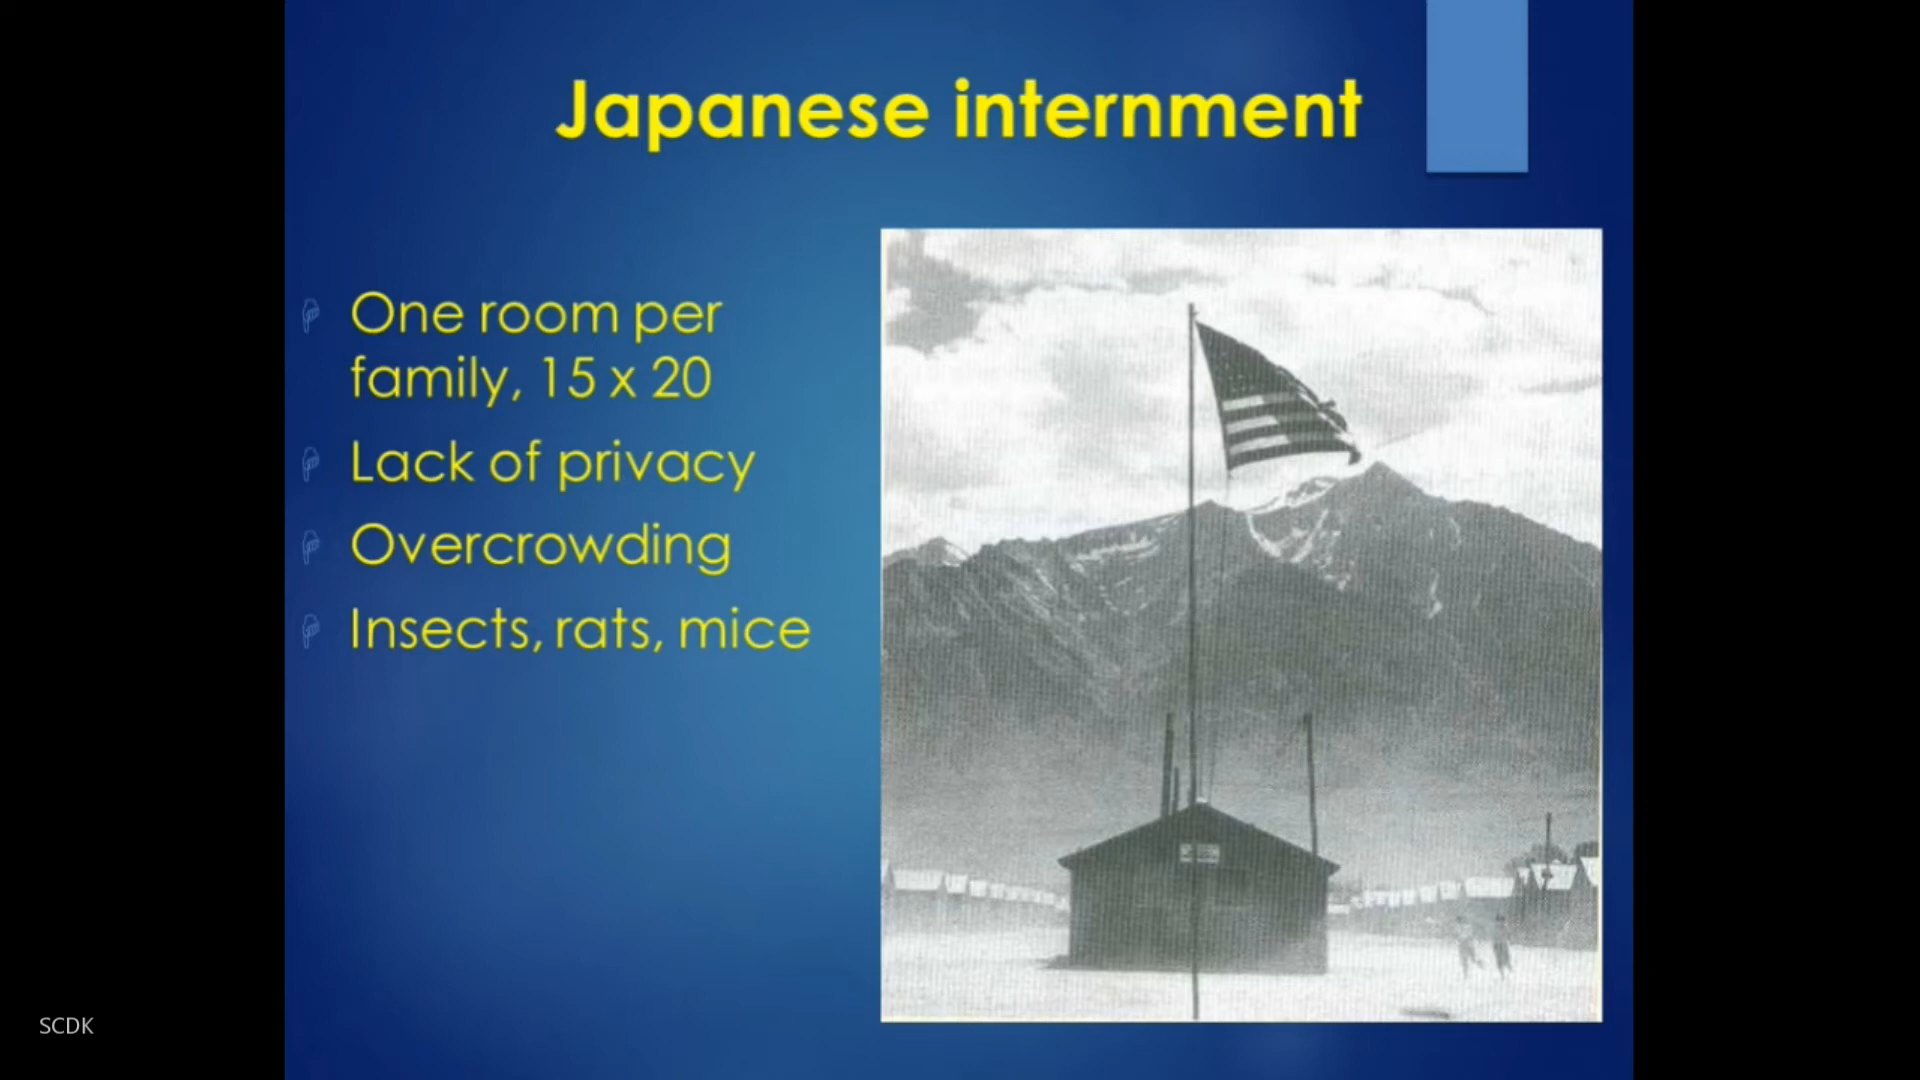 Japanese internment
One room per
family, 15 x 20
Lack of privacy
Overcrowding
Insects, rats, mice
SCDK